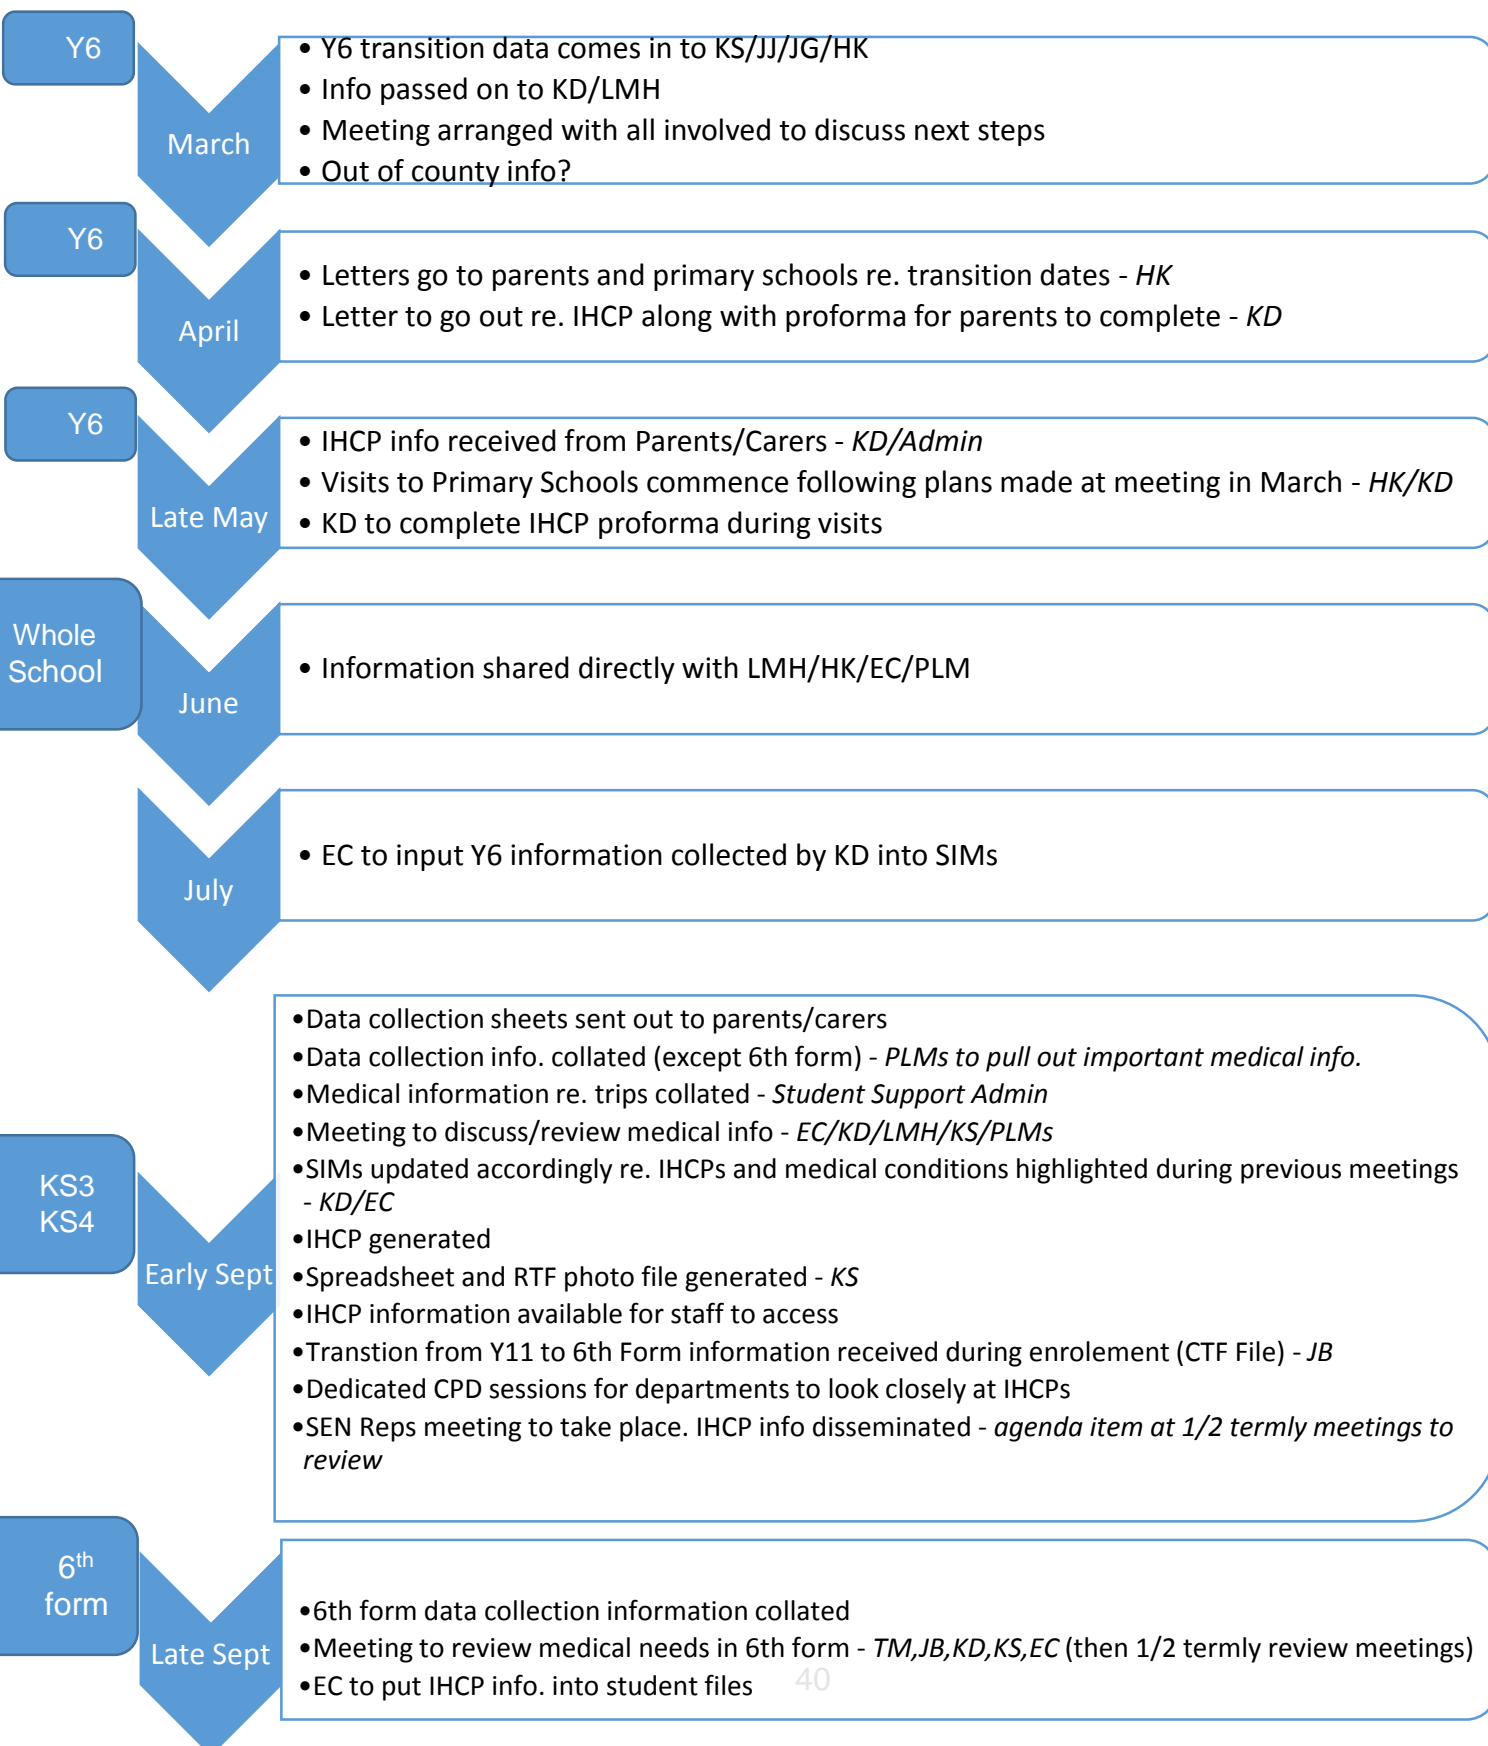 Y6
March
• Y6 transition data comes in to KS/JJ/JG/HK
• Info passed on to KD/LMH
• Meeting arranged with all involved to discuss next steps
• Out of county info?
Y6
April
• Letters go to parents and primary schools re. transition dates - HK
• Letter to go out re. IHCP along with proforma for parents to complete - KD
Y6
Late May
• IHCP info received from Parents/Carers - KD/Admin
• Visits to Primary Schools commence following plans made at meeting in March - HK/KD
• KD to complete IHCP proforma during visits
Whole
School
June
• Information shared directly with LMH/HK/EC/PLM
July
• EC to input Y6 information collected by KD into SIMs
KS3
KS4
Early Sept
•Data collection sheets sent out to parents/carers
•Data collection info. collated (except 6th form) - PLMs to pull out important medical info.
•Medical information re. trips collated - Student Support Admin
•Meeting to discuss/review medical info - EC/KD/LMH/KS/PLMs
•SIMs updated accordingly re. IHCPs and medical conditions highlighted during previous meetings
- KD/EC
•IHCP generated
•Spreadsheet and RTF photo file generated - KS
•IHCP information available for staff to access
•Transtion from Y11 to 6th Form information received during enrolement (CTF File) - JB
•Dedicated CPD sessions for departments to look closely at IHCPs
•SEN Reps meeting to take place. IHCP info disseminated - agenda item at 1/2 termly meetings to
review
6th
form
Late Sept
•6th form data collection information collated
•Meeting to review medical needs in 6th form - TM,JB,KD,KS,EC (then 1/2 termly review meetings)
•EC to put IHCP info. into student files
40